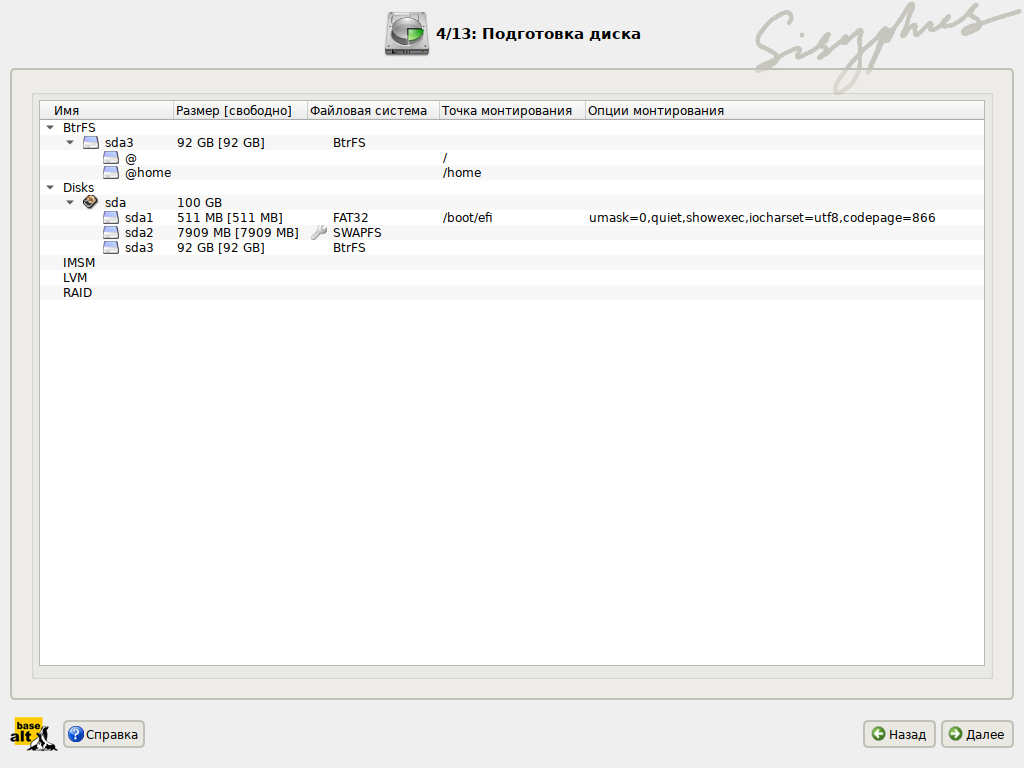 Sisyphus
4/13: Подготовка диска
Имя Размер [свободно] Файловая система Точка монтирования Опции монтирования
BtrFS
sda3 92 GB [92 GB] BtrFS
@ /
@home /home
Disks
sda 100 GB
sda1 511 MB [511 MB] FAT32 /boot/efi umask=0,quiet,showexec,iocharset=utf8,codepage=866
sda2 7909 MB [7909 MB] SWAPFS
sda3 92 GB [92 GB] BtrFS
IMSM
LVM
RAID
base
alt
Справка Назад Далее